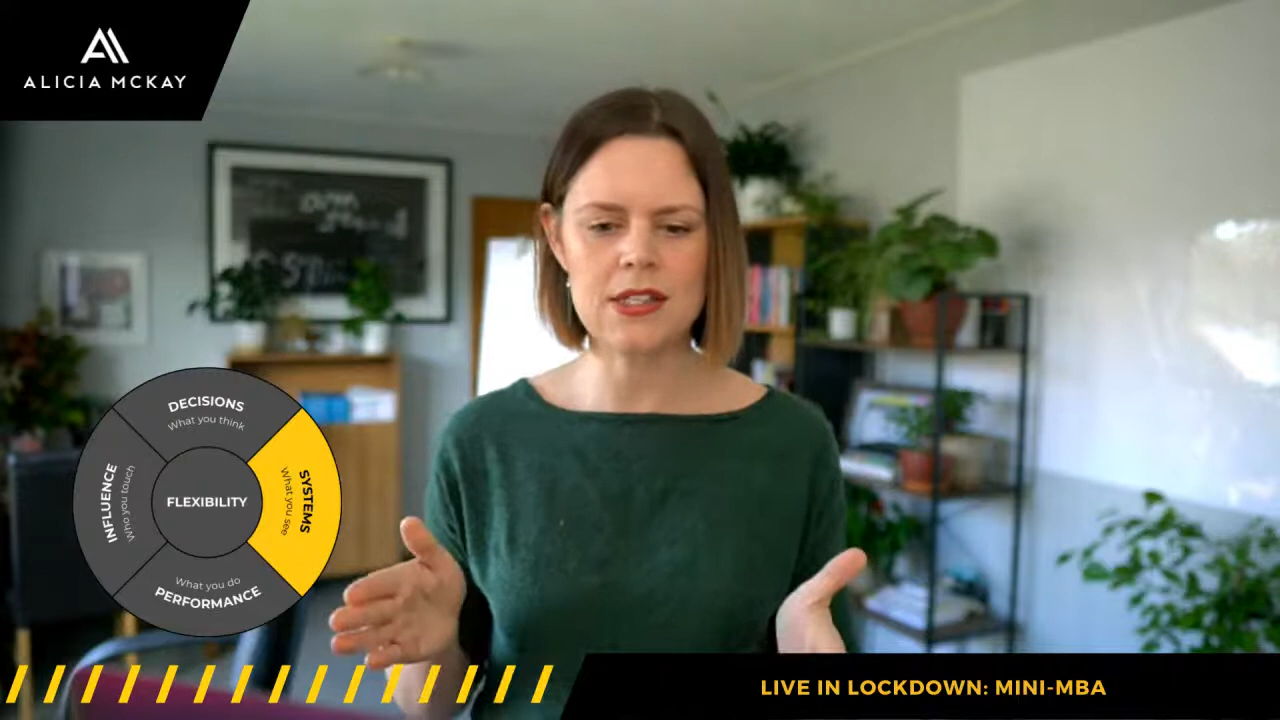 ALICIA MCKAY
DECISIONS
What you think
INFLUENCE
Who you touch
FLEXIBILITY
SYSTEMS
What you see
What you do
PERFORMANCE
LIVE IN LOCKDOWN: MINI-MBA